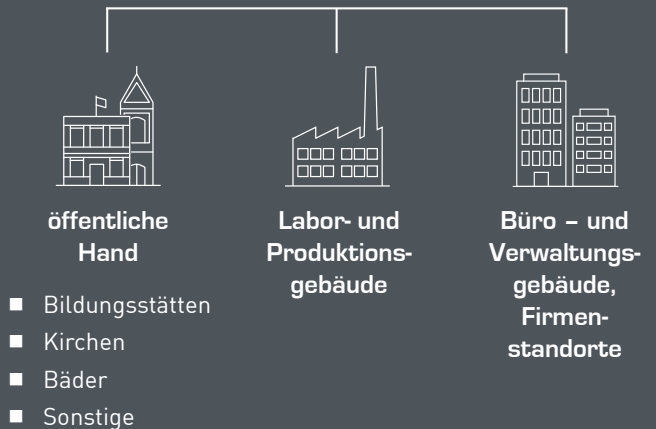 öffentliche
Hand
Bildungsstätten
Kirchen
Bäder
Sonstige
Labor- und
Produktions-
gebäude
Büro – und
Verwaltungs-
gebäude,
Firmen-
standorte